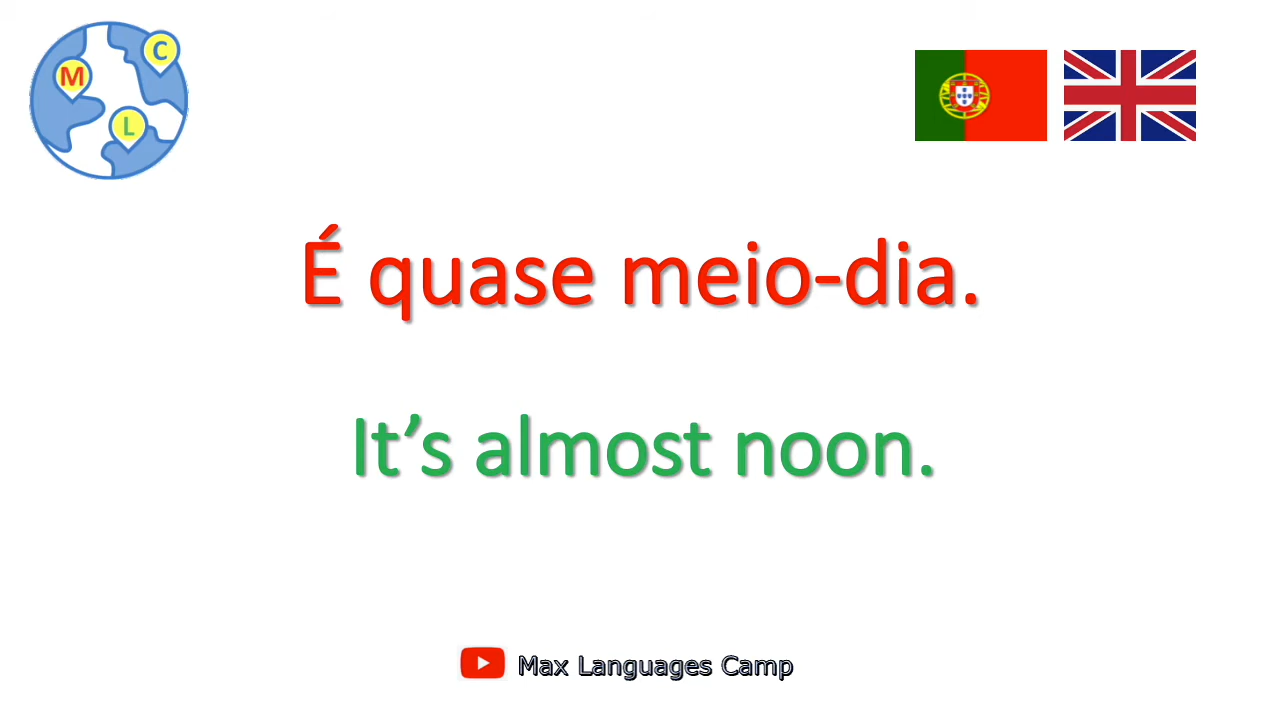 C
M
L
É quase meio-dia.
It’s almost noon.
Max Languages Camp